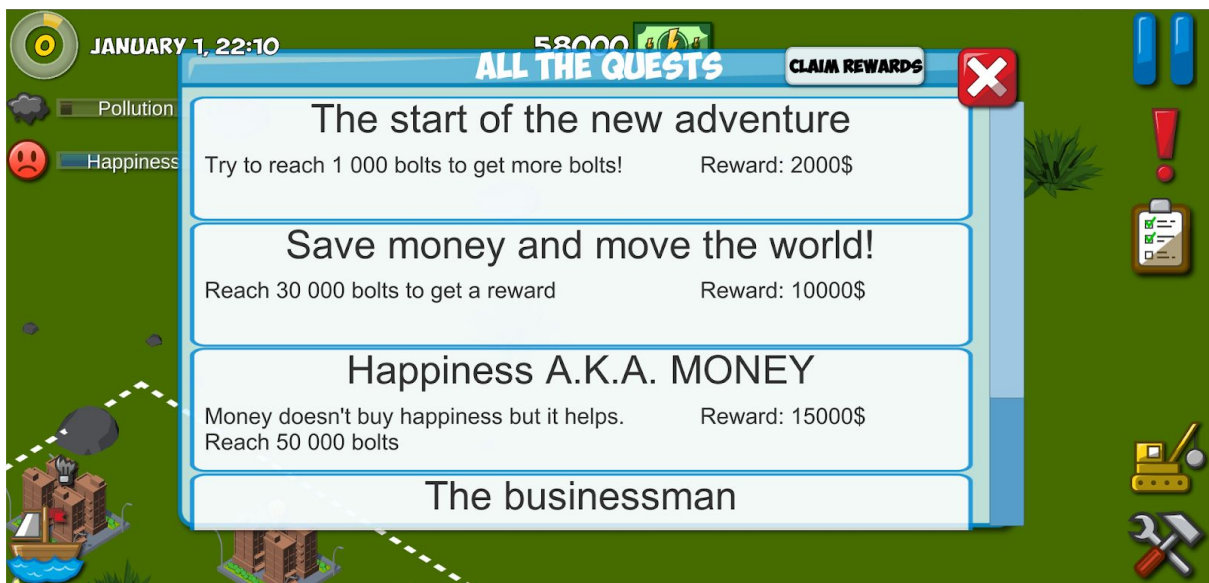 0
JANUARY 1, 22:10
58000
ALL THE QUESTS
CLAIM REWARDS
Pollution
Happiness
The start of the new adventure
Try to reach 1 000 bolts to get more bolts!
Reward: 2000$
Save money and move the world!
Reach 30 000 bolts to get a reward
Reward: 10000$
Happiness A.K.A. MONEY
Money doesn't buy happiness but it helps.
Reward: 15000$
Reach 50 000 bolts
The businessman